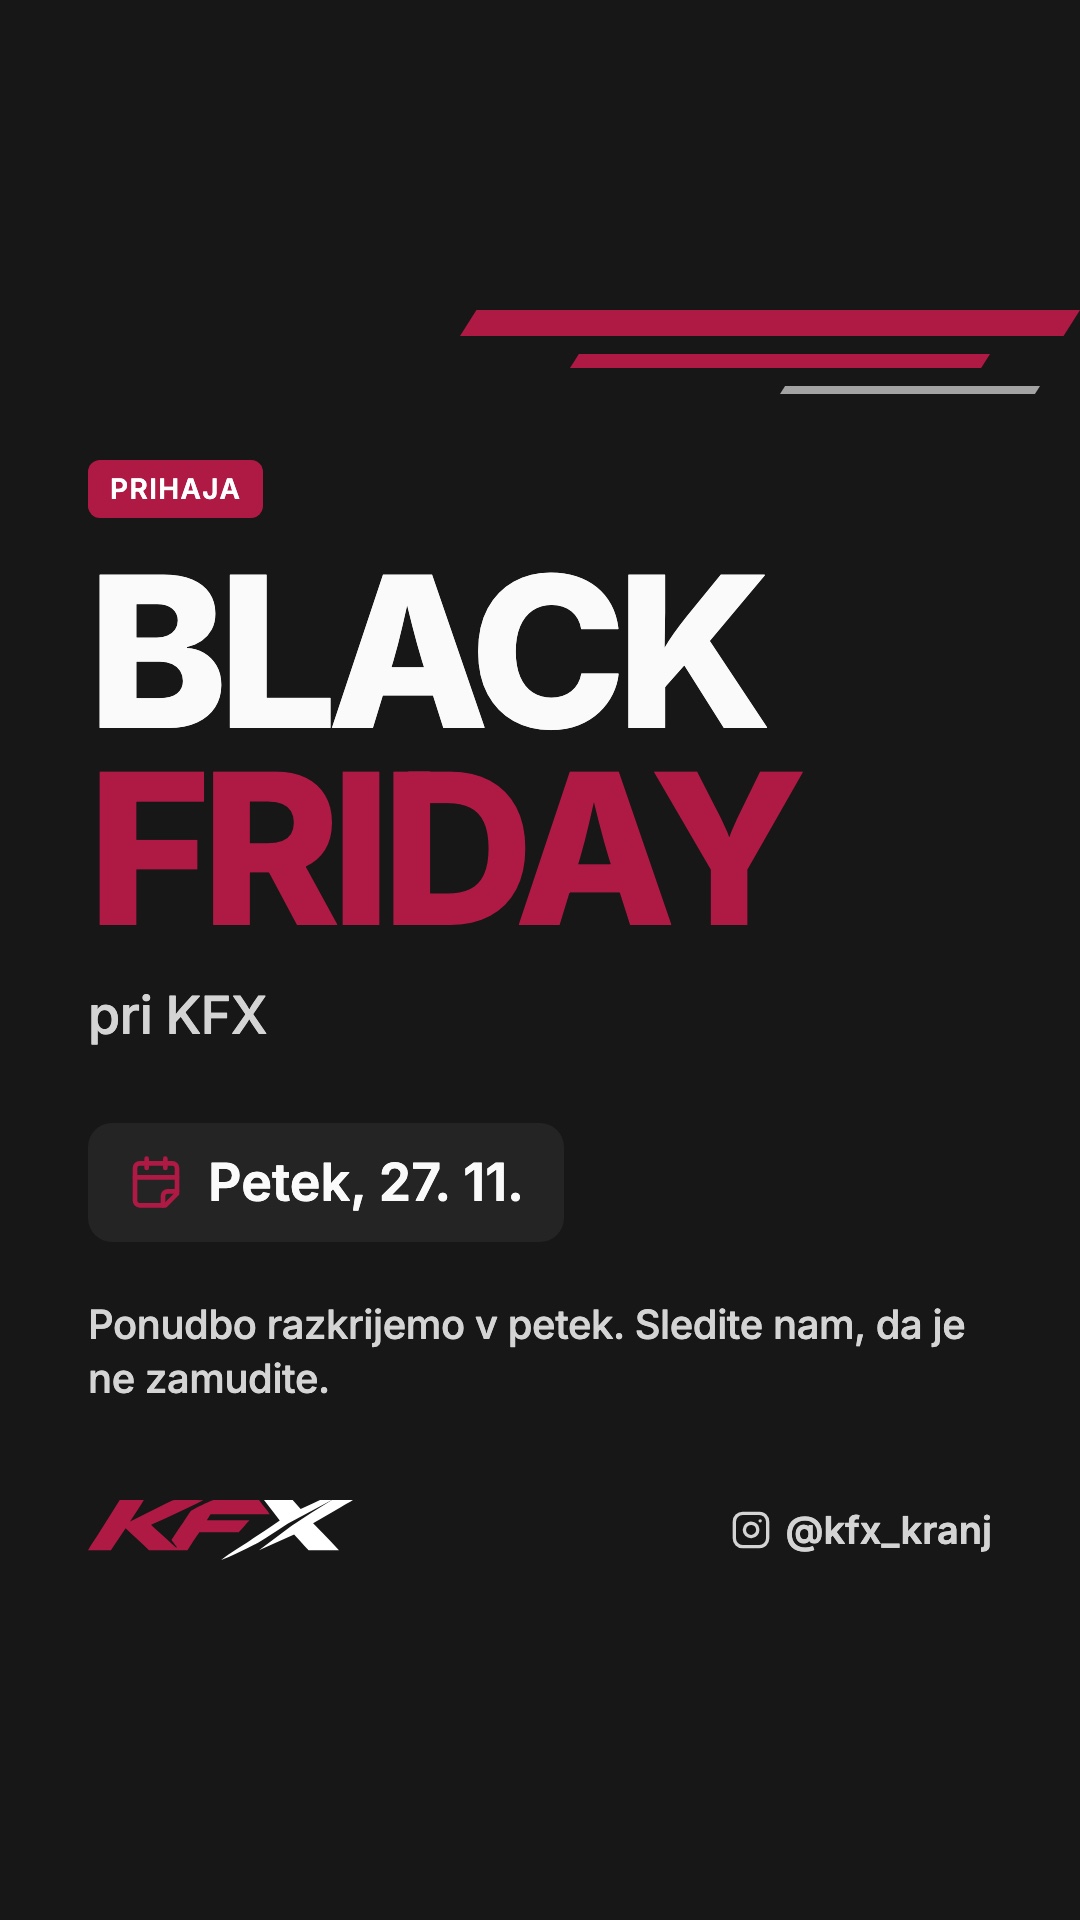 PRIHAJA
BLACK
FRIDAY
pri KFX
Petek, 27. 11.
Ponudbo razkrijemo v petek. Sledite nam, da je
ne zamudite.
KFX
@kfx_kranj